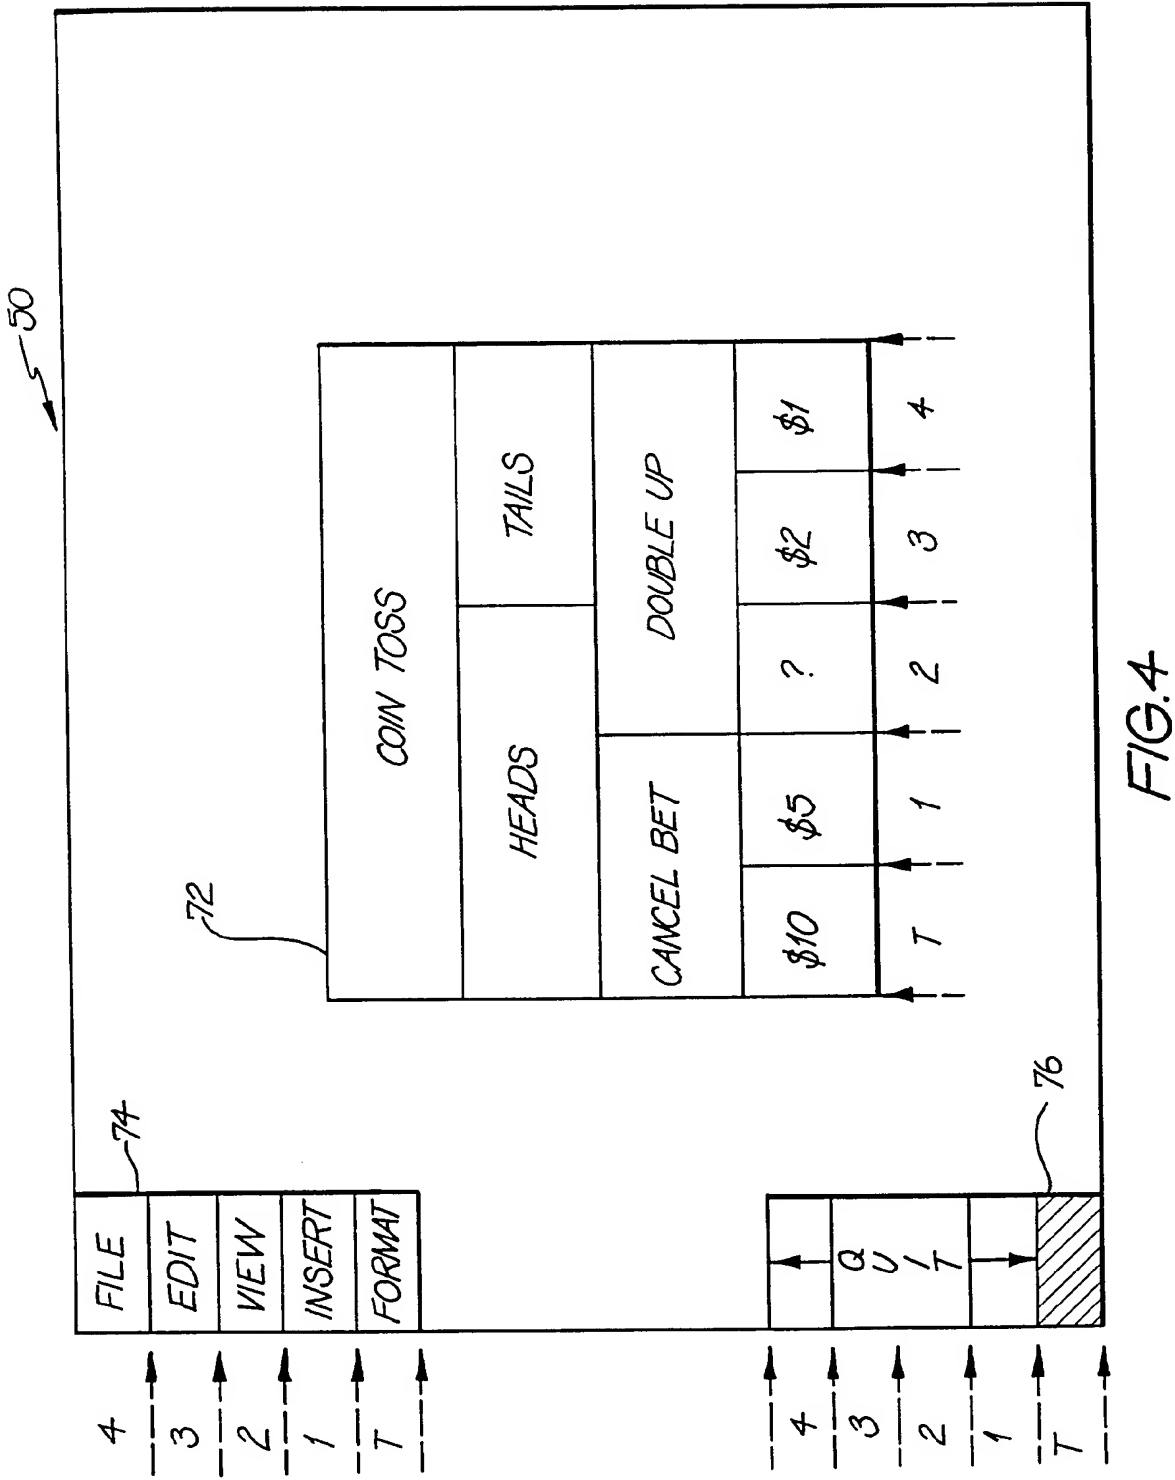 50
74
FILE
4
EDIT
3
VIEW
2
INSERT
1
FORMAT
T
72
COIN TOSS
HEADS TAILS
CANCEL BET DOUBLE UP
$10 $5 ? $2 $1
T 1 2 3 4
4
QUIT
3
2
1
T
76
FIG.4